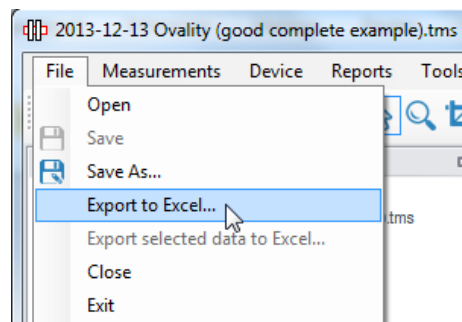 2013-12-13 Ovality (good complete example).tms
File Measurements Device Reports Tools
Open
Save
Save As...
Export to Excel...
.tms
Export selected data to Excel...
Close
Exit